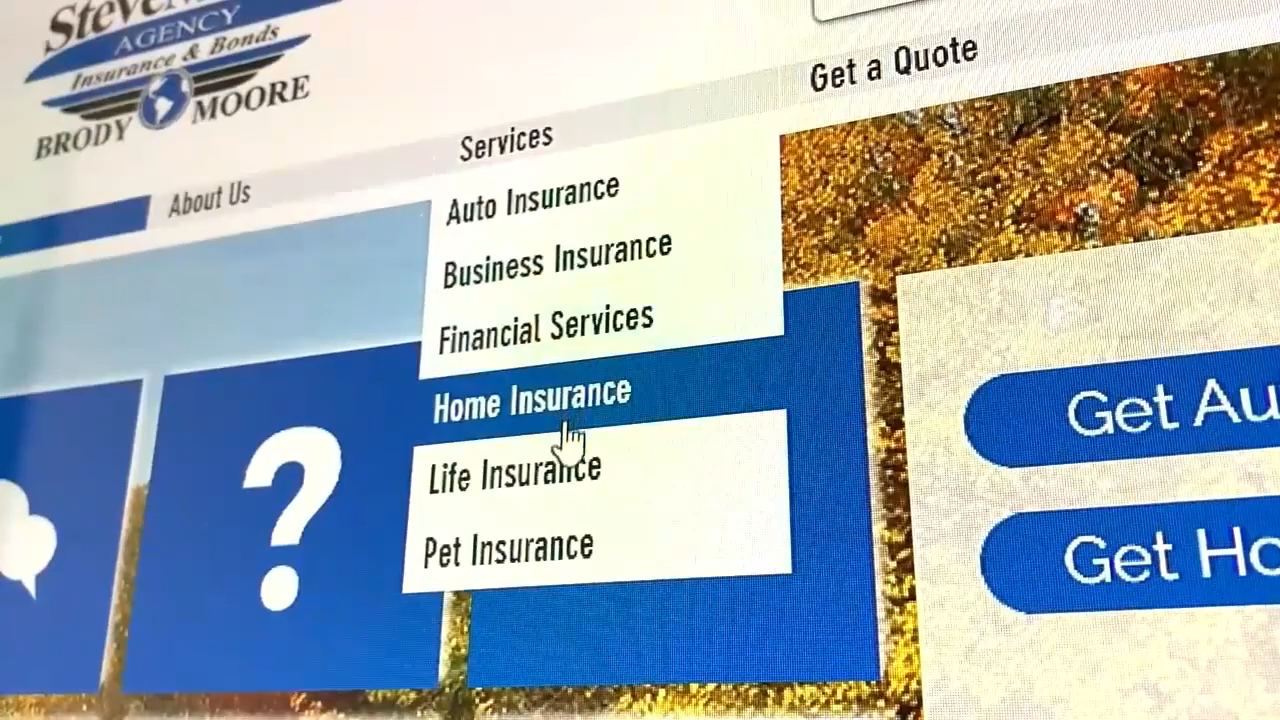 AGENCY
Insurance & Bonds
BRODY MOORE
Get a Quote
Services
About Us
Auto Insurance
Business Insurance
Financial Services
Home Insurance
Life Insurance
Pet Insurance
?
Get Au
Get Ho